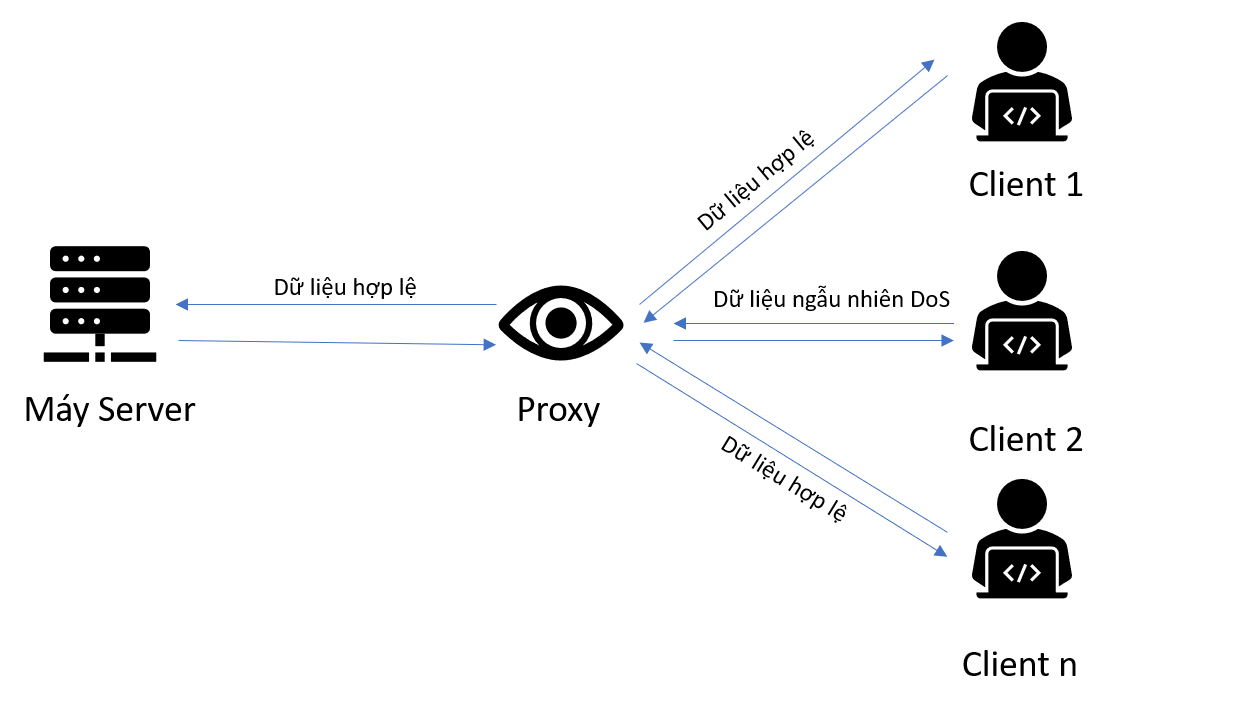 Dữ liệu hợp lệ
Client 1
Dữ liệu hợp lệ
Dữ liệu ngẫu nhiên DoS
Máy Server
Proxy
Client 2
Dữ liệu hợp lệ
Client n